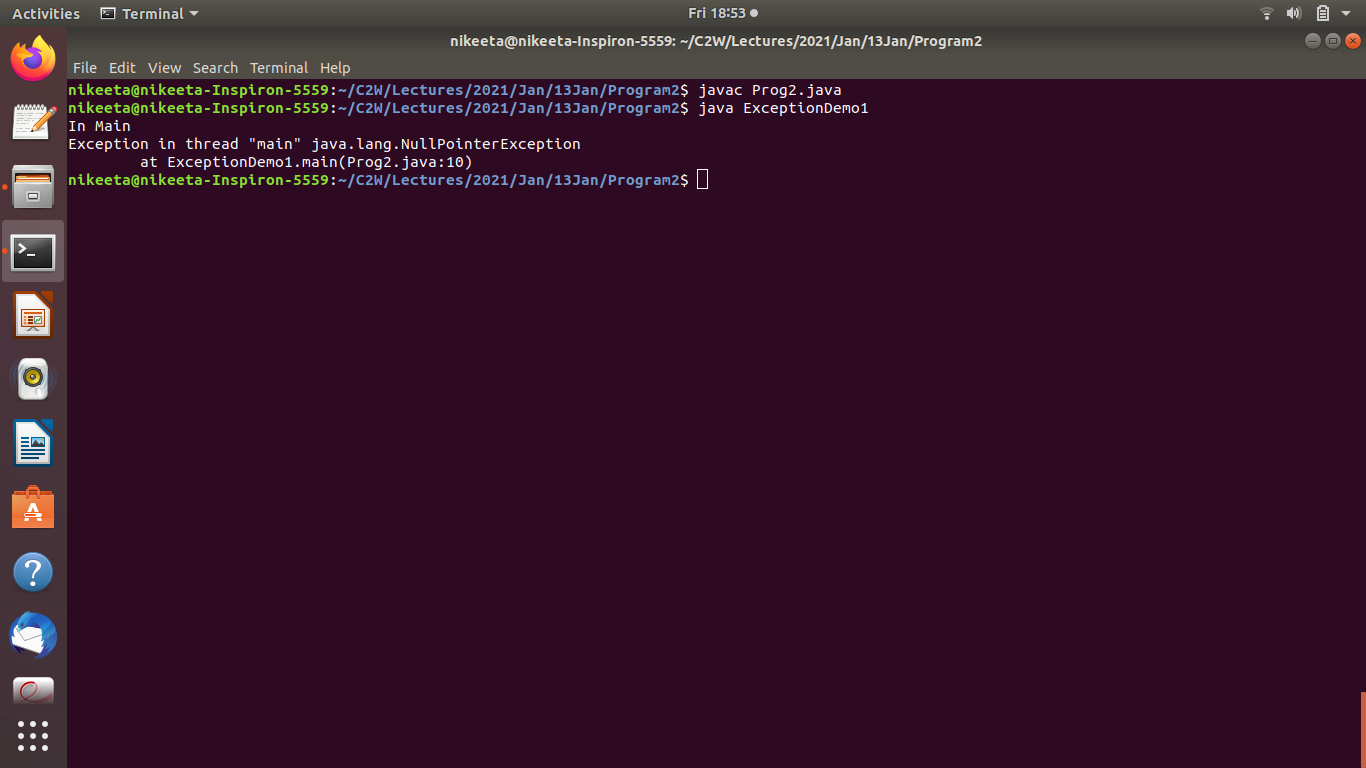 Activities Terminal Fri 18:53
nikeeta@nikeeta-Inspiron-5559: ~/C2W/Lectures/2021/Jan/13Jan/Program2
File Edit View Search Terminal Help
nikeeta@nikeeta-Inspiron-5559:~/C2W/Lectures/2021/Jan/13Jan/Program2$ javac Prog2.java
nikeeta@nikeeta-Inspiron-5559:~/C2W/Lectures/2021/Jan/13Jan/Program2$ java ExceptionDemo1
In Main
Exception in thread "main" java.lang.NullPointerException
        at ExceptionDemo1.main(Prog2.java:10)
nikeeta@nikeeta-Inspiron-5559:~/C2W/Lectures/2021/Jan/13Jan/Program2$